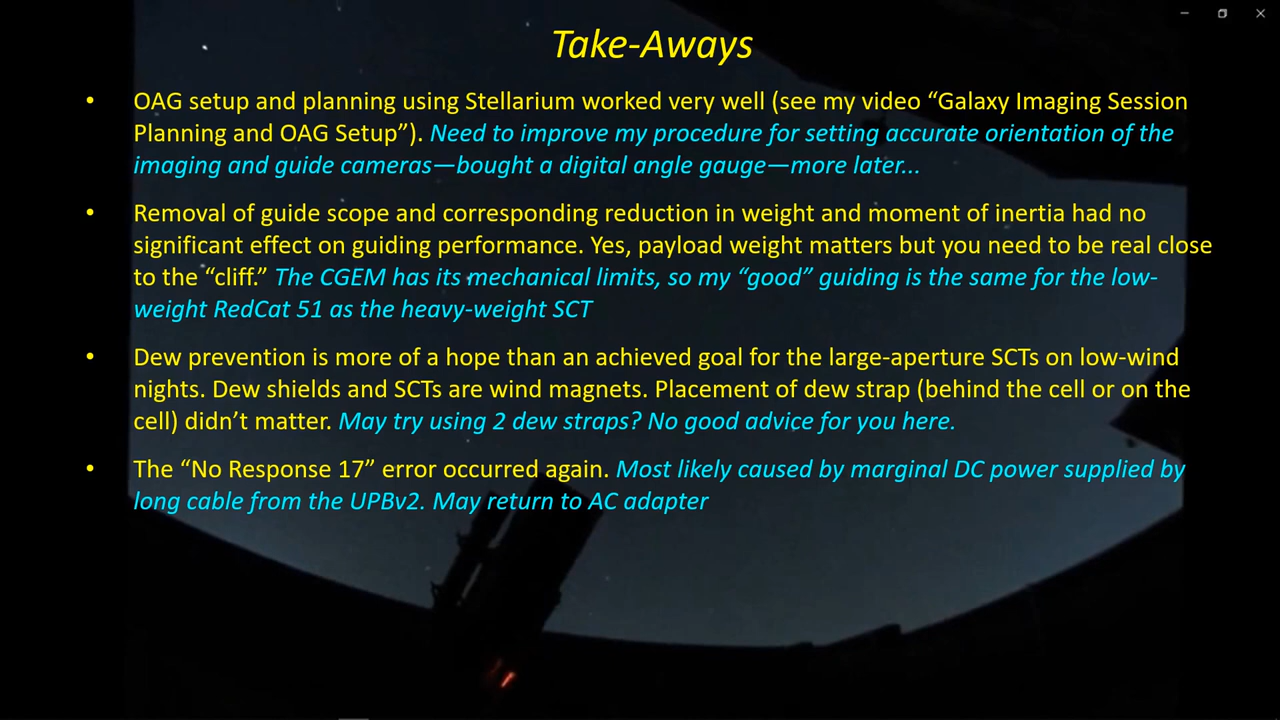 Take-Aways
• OAG setup and planning using Stellarium worked very well (see my video “Galaxy Imaging Session
Planning and OAG Setup”). Need to improve my procedure for setting accurate orientation of the
imaging and guide cameras—bought a digital angle gauge—more later...
• Removal of guide scope and corresponding reduction in weight and moment of inertia had no
significant effect on guiding performance. Yes, payload weight matters but you need to be real close
to the “cliff.” The CGEM has its mechanical limits, so my “good” guiding is the same for the low-
weight RedCat 51 as the heavy-weight SCT
• Dew prevention is more of a hope than an achieved goal for the large-aperture SCTs on low-wind
nights. Dew shields and SCTs are wind magnets. Placement of dew strap (behind the cell or on the
cell) didn’t matter. May try using 2 dew straps? No good advice for you here.
• The “No Response 17” error occurred again. Most likely caused by marginal DC power supplied by
long cable from the UPBv2. May return to AC adapter